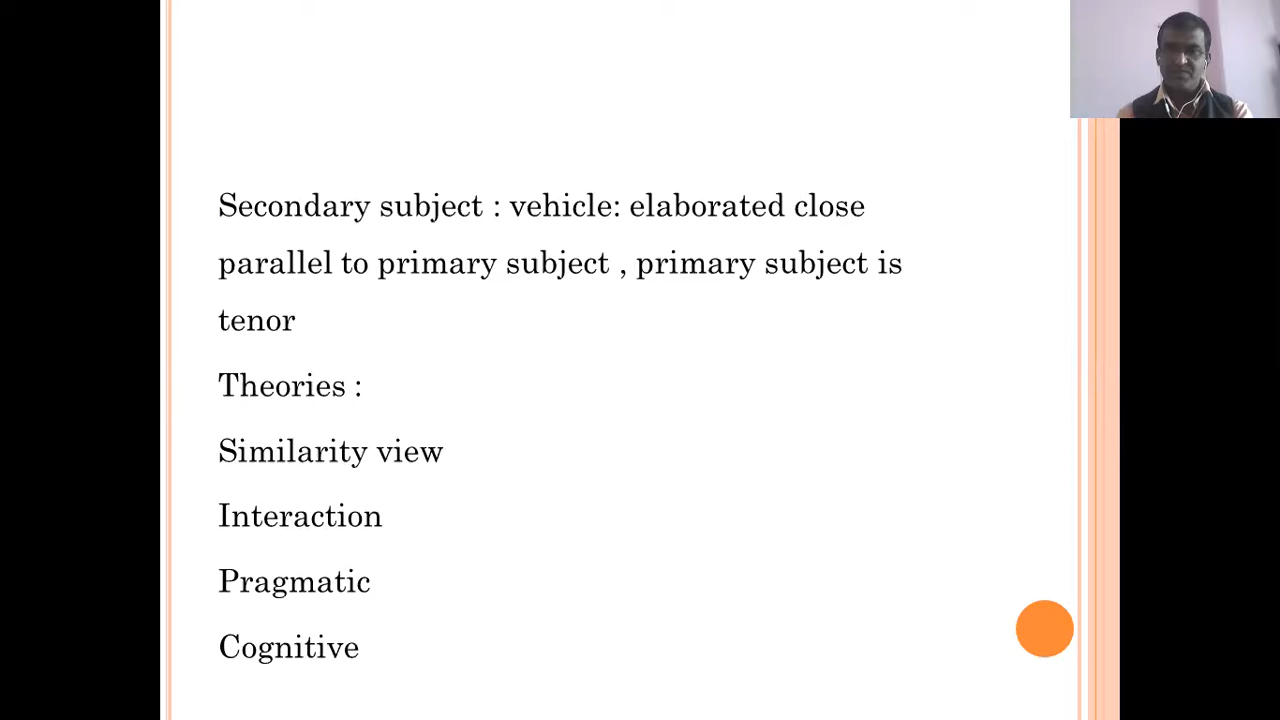 Secondary subject : vehicle: elaborated close
parallel to primary subject , primary subject is
tenor
Theories :
Similarity view
Interaction
Pragmatic
Cognitive